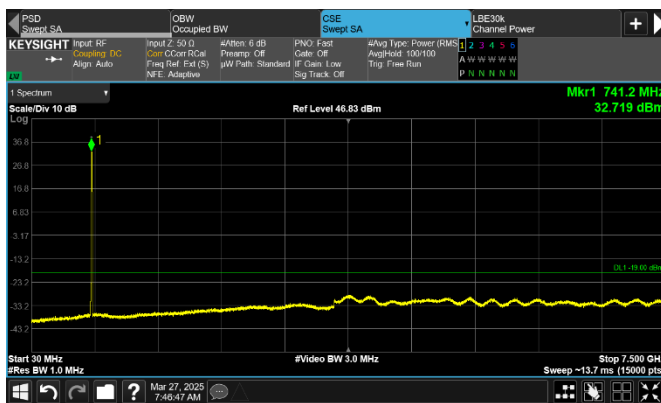 PSD
Swept SA
OBW
Occupied BW
CSE
Swept SA
LBE30k
Channel Power
+
KEYSIGHT
Input: RF
Coupling: DC
Align: Auto
Input Z: 50 Ω
Corr CCorr RCal
Freq Ref: Ext (S)
NFE: Adaptive
#Atten: 6 dB
Preamp: Off
µW Path: Standard
PNO: Fast
Gate: Off
IF Gain: Low
Sig Track: Off
#Avg Type: Power (RMS
Avg|Hold: 100/100
Trig: Free Run
1 2 3 4 5 6
A W W W W W
P N N N N N
1 Spectrum
Scale/Div 10 dB
Ref Level 46.83 dBm
Mkr1 741.2 MHz
32.719 dBm
Log
36.8
26.8
16.8
6.83
-3.17
-13.2
-23.2
-33.2
-43.2
1
DL1 -19.00 dBm
Start 30 MHz
#Res BW 1.0 MHz
#Video BW 3.0 MHz
Stop 7.500 GH
Sweep ~13.7 ms (15000 pts
?
Mar 27, 2025
7:46:47 AM